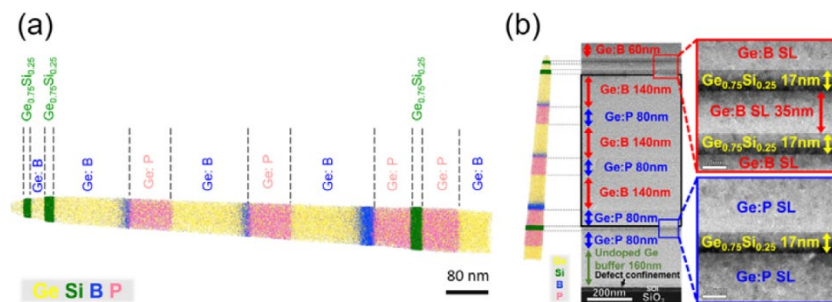 (a)
Ge0.75Si0.25
Ge: B
Ge0.75Si0.25
Ge: B
Ge: P
Ge: B
Ge: P
Ge: B
Ge: P
Ge0.75Si0.25
Ge: P
Ge: B
Ge Si B P
80 nm
(b)
Ge:B 60nm
Ge:B 140nm
Ge:P 80nm
Ge:B 140nm
Ge:P 80nm
Ge:B 140nm
Ge:P 80nm
Ge:P 80nm
Undoped Ge
buffer 160nm
Defect confinement
200nm
SiO2
Ge
Si
B
P
Ge:B SL
Ge0.75Si0.25 17nm
Ge:B SL 35nm
Ge0.75Si0.25 17nm
Ge:B SL
Ge:P SL
Ge0.75Si0.25 17nm
Ge:P SL